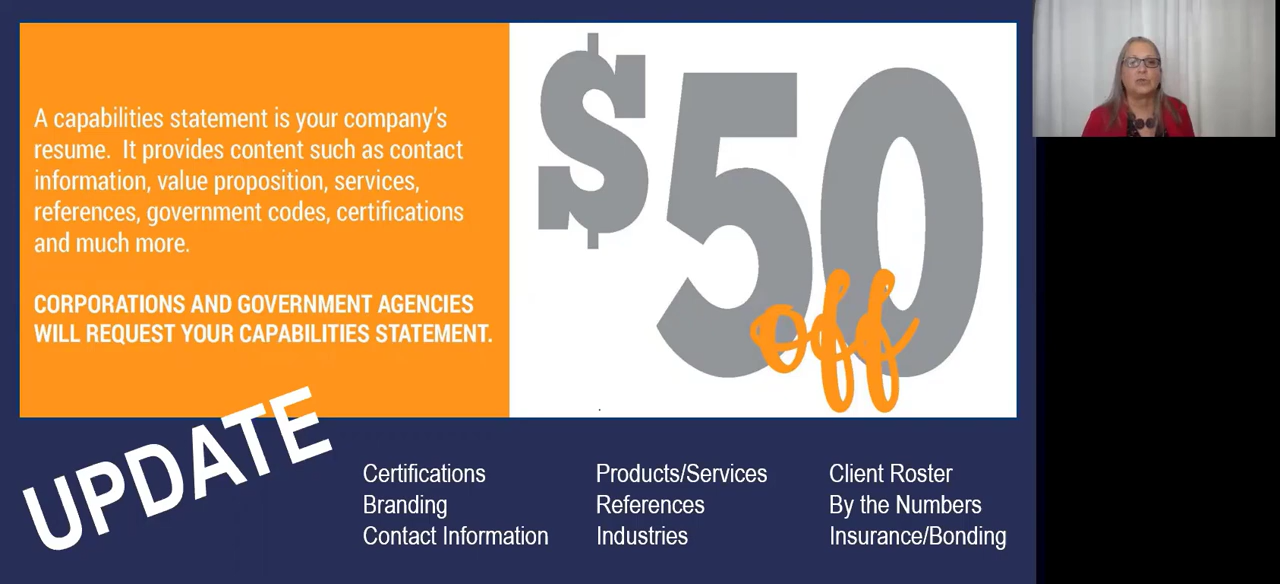 A capabilities statement is your company's
resume. It provides content such as contact
information, value proposition, services,
references, government codes, certifications
and much more.
CORPORATIONS AND GOVERNMENT AGENCIES
WILL REQUEST YOUR CAPABILITIES STATEMENT.
$50
off
UPDATE
Certifications
Branding
Contact Information
Products/Services
References
Industries
Client Roster
By the Numbers
Insurance/Bonding